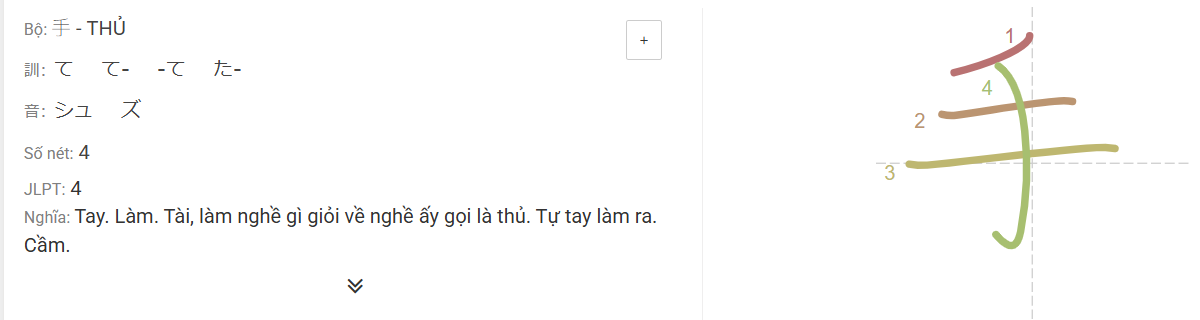 Bộ: 手 - THỦ
+
訓: て て- -て た-
音: シュ ズ
Số nét: 4
JLPT: 4
Nghĩa: Tay. Làm. Tài, làm nghề gì giỏi về nghề ấy gọi là thủ. Tự tay làm ra.
Cầm.
1
4
2
3
手